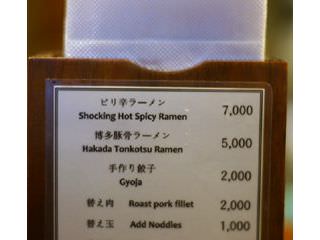 ピリ辛ラーメン
Shocking Hot Spicy Ramen 7,000
博多豚骨ラーメン
Hakada Tonkotsu Ramen 5,000
手作り餃子
Gyoja 2,000
替え肉 Roast pork fillet 2,000
替え玉 Add Noddles 1,000